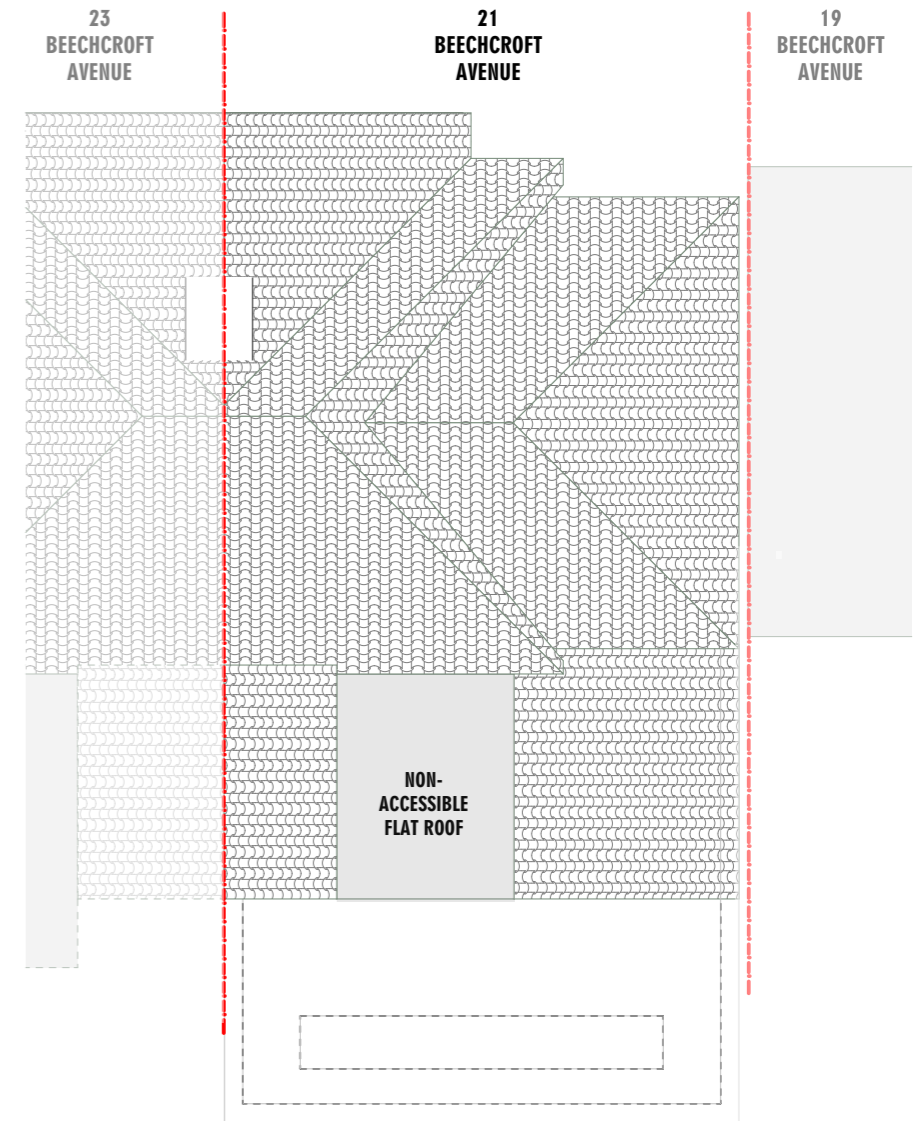 23
BEECHCROFT
AVENUE
21
BEECHCROFT
AVENUE
19
BEECHCROFT
AVENUE
NON-
ACCESSIBLE
FLAT ROOF